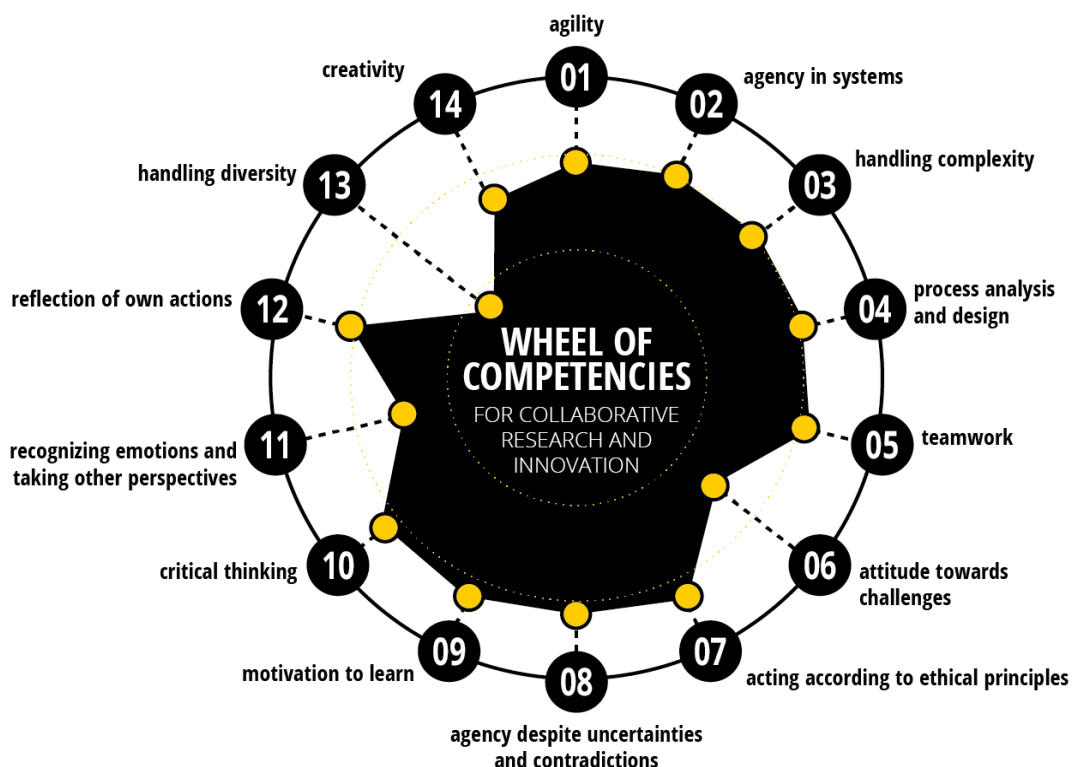 agility
01
agency in systems
02
handling complexity
03
process analysis
and design
04
teamwork
05
attitude towards
challenges
06
acting according to ethical principles
07
agency despite uncertainties
and contradictions
08
motivation to learn
09
critical thinking
10
recognizing emotions and
taking other perspectives
11
reflection of own actions
12
handling diversity
13
creativity
14
WHEEL OF
COMPETENCIES
FOR COLLABORATIVE
RESEARCH AND
INNOVATION